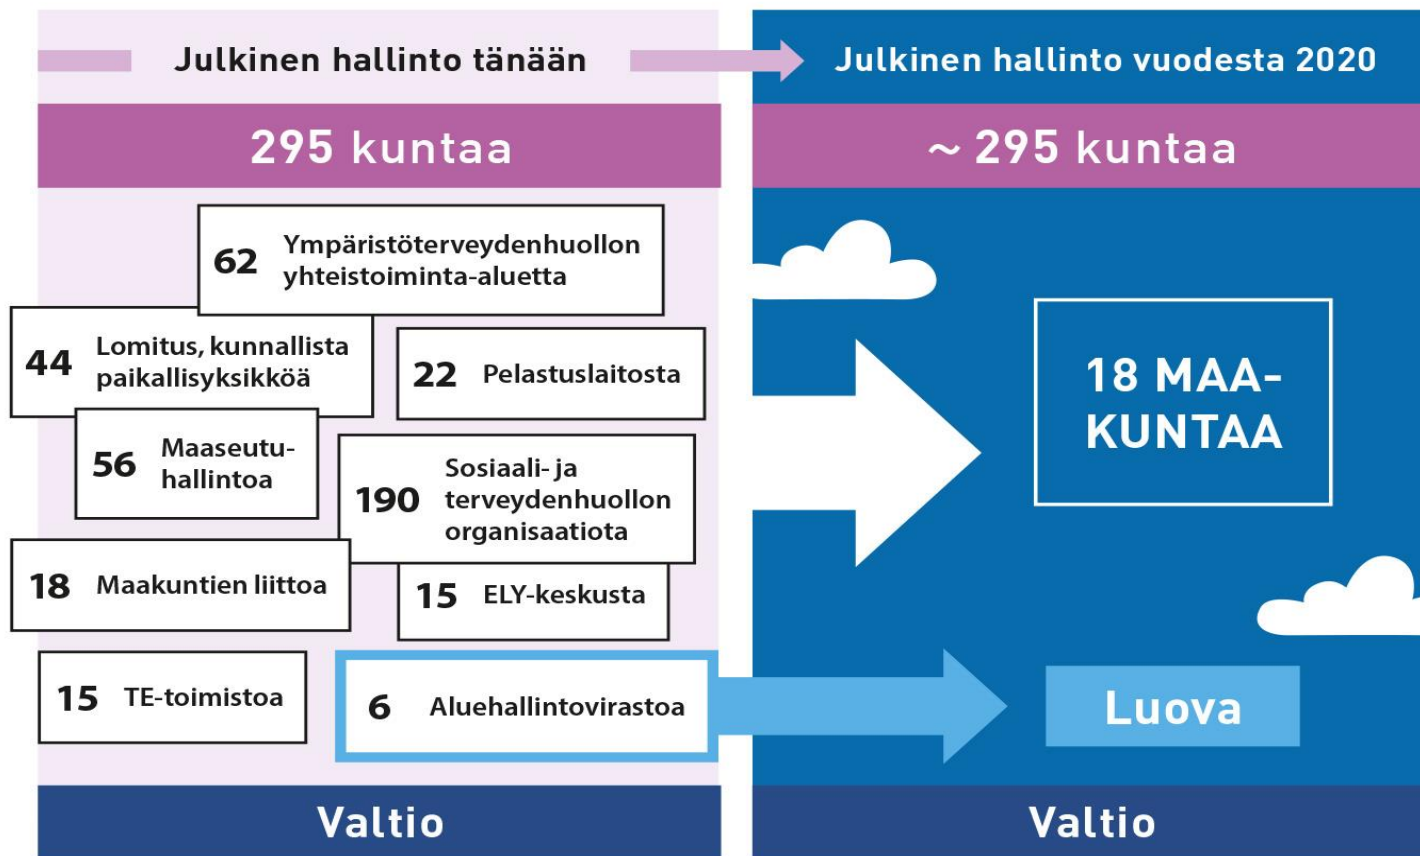 Julkinen hallinto tänään
295 kuntaa
62 Ympäristöterveydenhuollon
yhteistoiminta-aluetta
44 Lomitus, kunnallista
paikallisyksikköä
22 Pelastuslaitosta
56 Maaseutu-
hallintoa
190 Sosiaali- ja
terveydenhuollon
organisaatiota
18 Maakuntien liittoa
15 ELY-keskusta
15 TE-toimistoa
6 Aluehallintovirastoa
Valtio
Julkinen hallinto vuodesta 2020
~ 295 kuntaa
18 MAA-
KUNTAA
Luova
Valtio